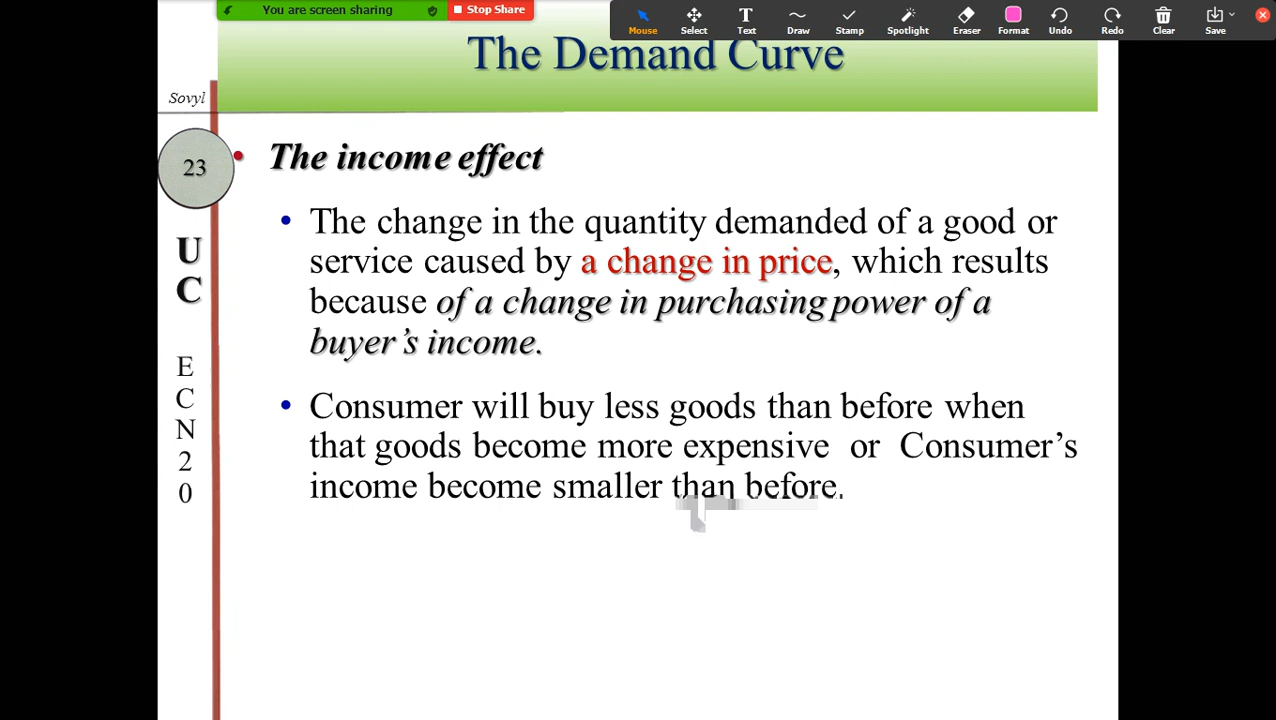 You are screen sharing
Stop Share
Mouse
Select
Text
Draw
Stamp
Spotlight
Eraser
Format
Undo
Redo
Clear
Save
The Demand Curve
Sovyl
23
U
C
E
C
N
2
0
• The income effect
• The change in the quantity demanded of a good or
service caused by a change in price, which results
because of a change in purchasing power of a
buyer’s income.
• Consumer will buy less goods than before when
that goods become more expensive or Consumer’s
income become smaller than before.